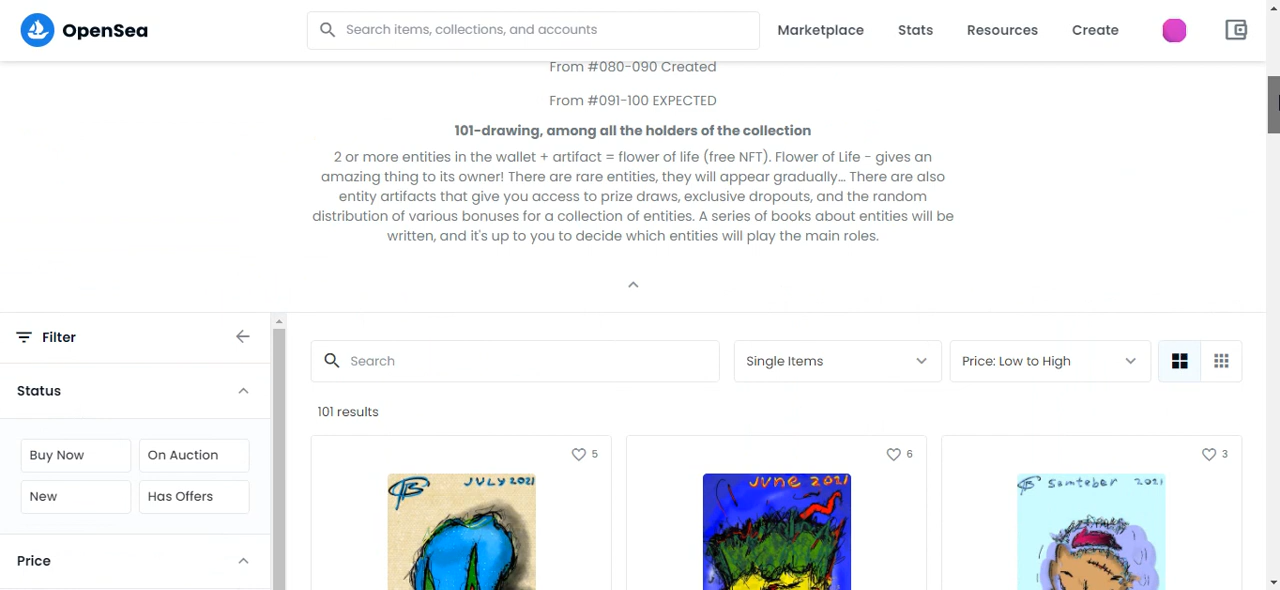 OpenSea
Search items, collections, and accounts
Marketplace
Stats
Resources
Create
From #080-090 Created
From #091-100 EXPECTED
101-drawing, among all the holders of the collection
2 or more entities in the wallet + artifact = flower of life (free NFT). Flower of Life - gives an
amazing thing to its owner! There are rare entities, they will appear gradually... There are also
entity artifacts that give you access to prize draws, exclusive dropouts, and the random
distribution of various bonuses for a collection of entities. A series of books about entities will be
written, and it's up to you to decide which entities will play the main roles.
Filter
Status
Buy Now
On Auction
New
Has Offers
Price
Search
Single Items
Price: Low to High
101 results
5
6
3
JULY 2021
JUNE 2021
2021